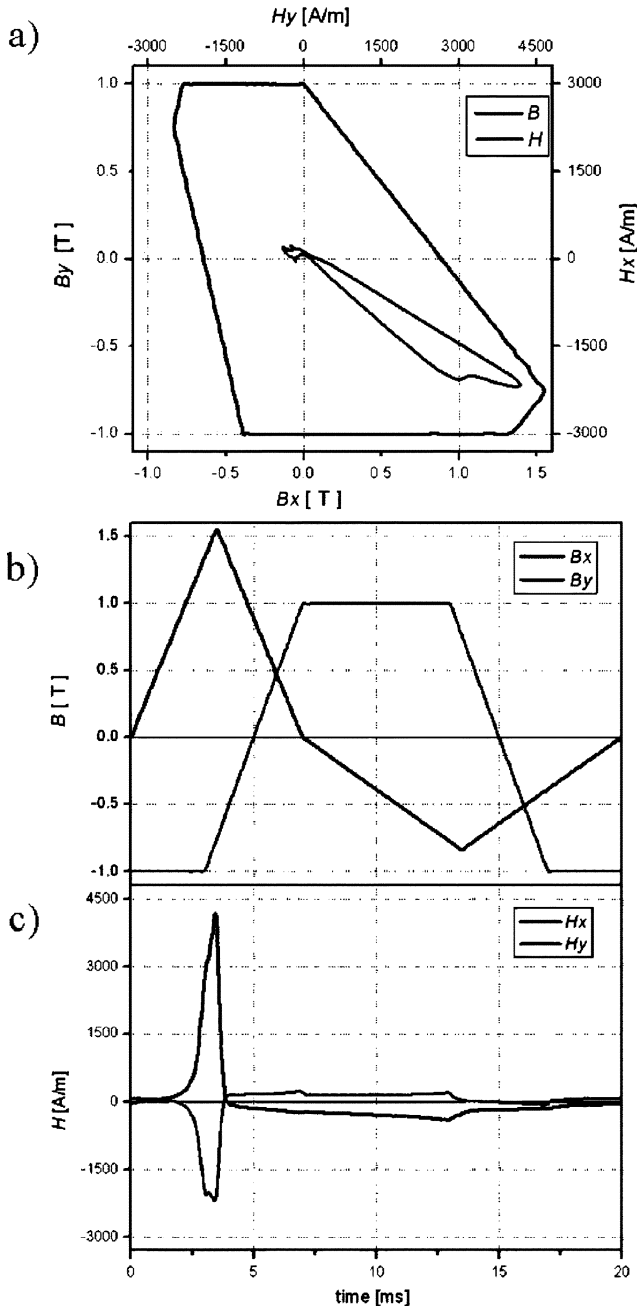 a)
Hy [A/m]
-3000 -1500 0 1500 3000 4500
1.0
0.5
0.0
-0.5
-1.0
By [T]
B
H
3000
1500
0
-1500
-3000
Hx [A/m]
-1.0 -0.5 0.0 0.5 1.0 1.5
Bx [ T ]
b)
1.5
1.0
0.5
0.0
-0.5
-1.0
B [ T ]
Bx
By
c)
4500
3000
1500
0
-1500
-3000
H [A/m]
Hx
Hy
0 5 10 15 20
time [ms]